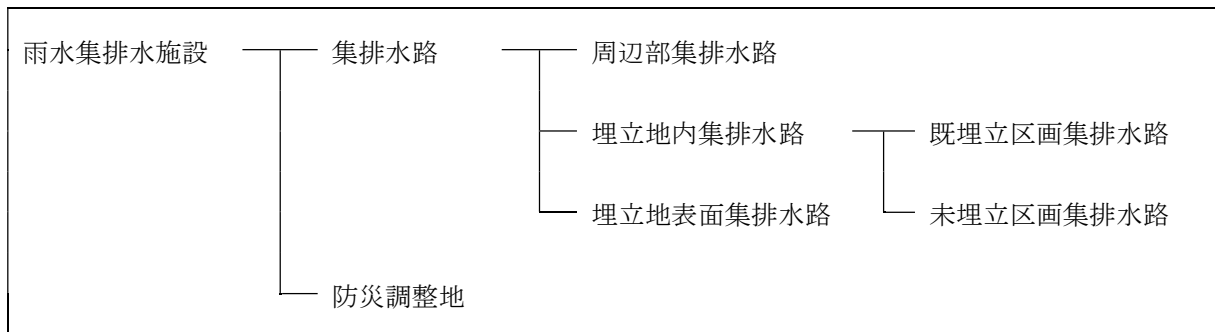 雨水集排水施設 集排水路 周辺部集排水路
埋立地内集排水路 既埋立区画集排水路
埋立地表面集排水路 未埋立区画集排水路
防災調整地